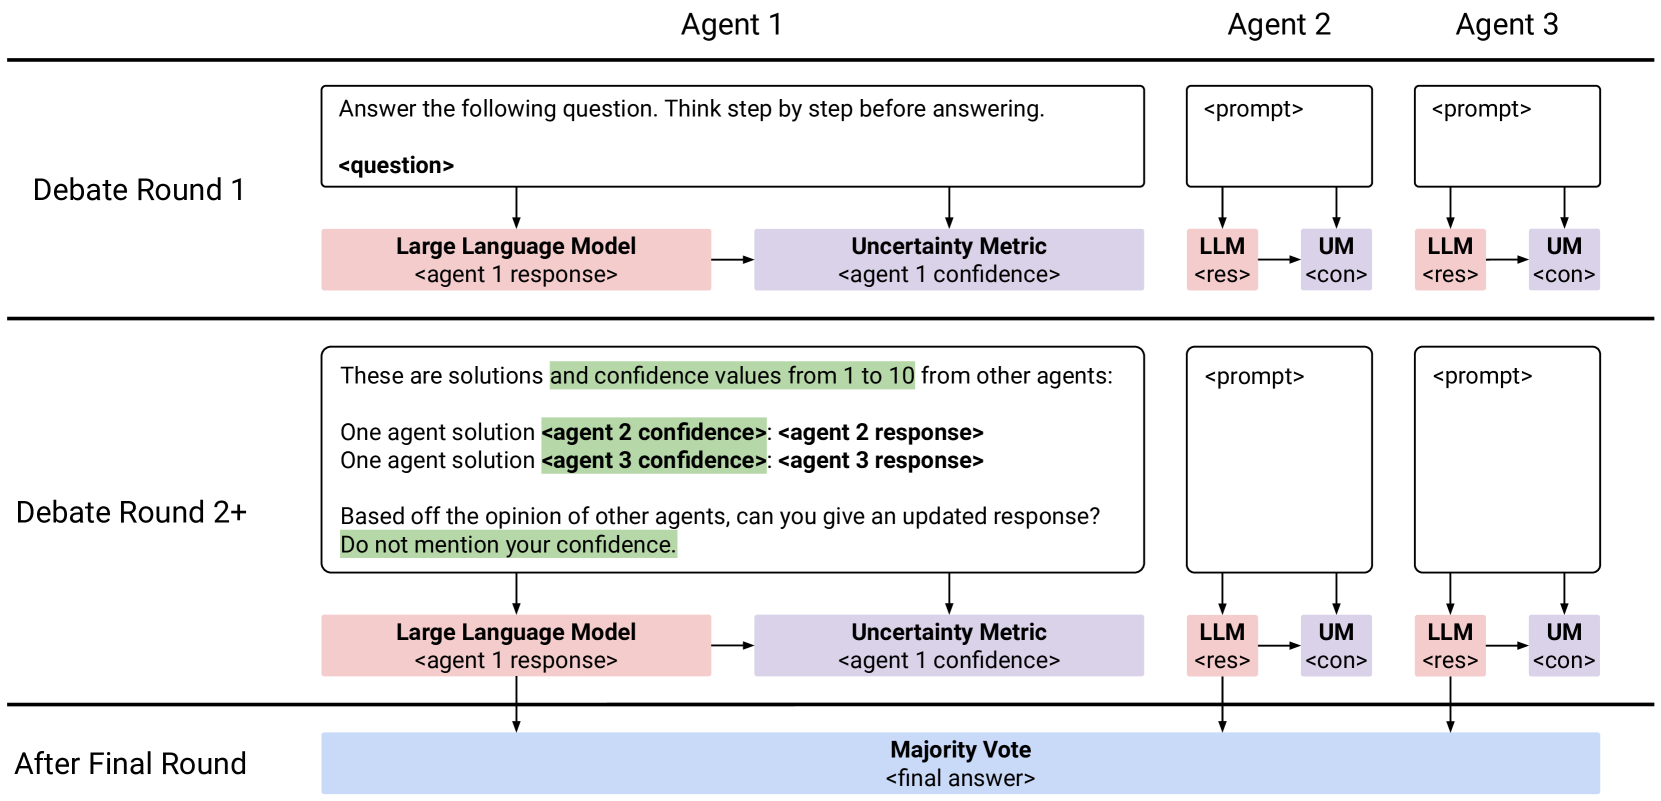 Agent 1
Agent 2
Agent 3
Debate Round 1
Answer the following question. Think step by step before answering.
<question>
<prompt>
<prompt>
Large Language Model
<agent 1 response>
Uncertainty Metric
<agent 1 confidence>
LLM
<res>
UM
<con>
LLM
<res>
UM
<con>
Debate Round 2+
These are solutions and confidence values from 1 to 10 from other agents:
One agent solution <agent 2 confidence>: <agent 2 response>
One agent solution <agent 3 confidence>: <agent 3 response>
Based off the opinion of other agents, can you give an updated response?
Do not mention your confidence.
<prompt>
<prompt>
Large Language Model
<agent 1 response>
Uncertainty Metric
<agent 1 confidence>
LLM
<res>
UM
<con>
LLM
<res>
UM
<con>
After Final Round
Majority Vote
<final answer>